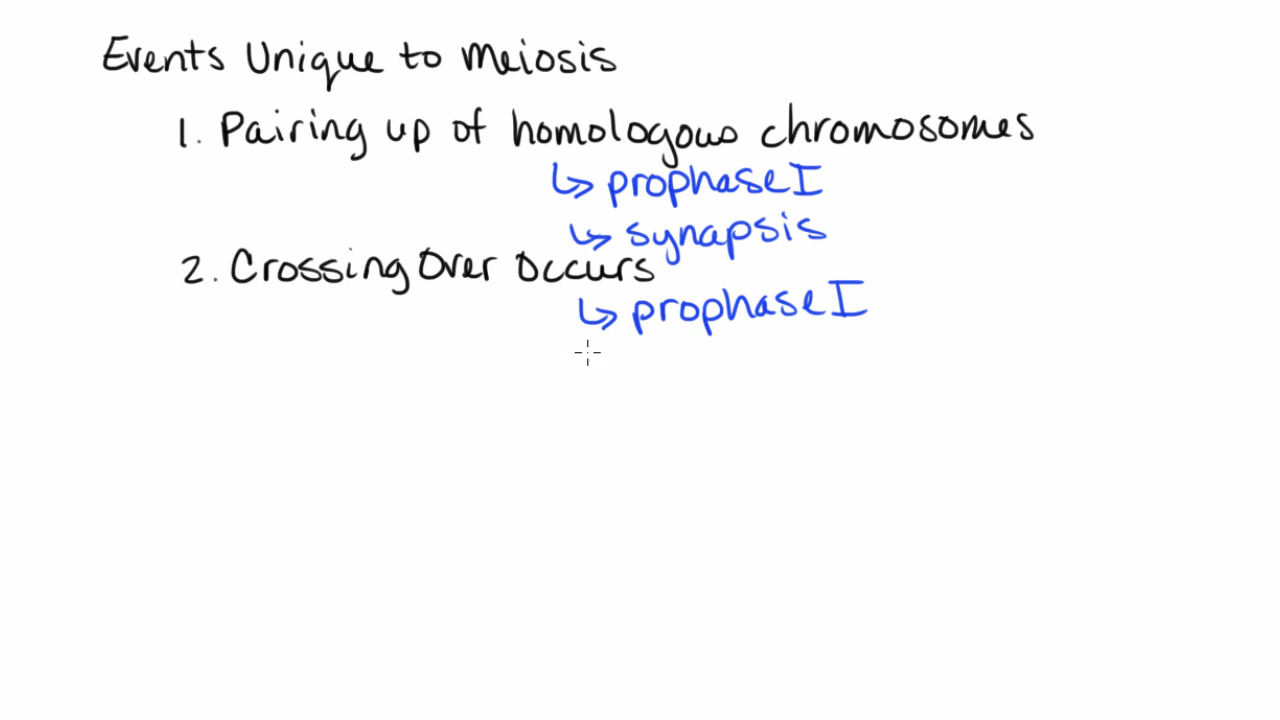 Events Unique to Meiosis
1. Pairing up of homologous chromosomes
↳ prophase I
↳ synapsis
2. Crossing Over Occurs
↳ prophase I